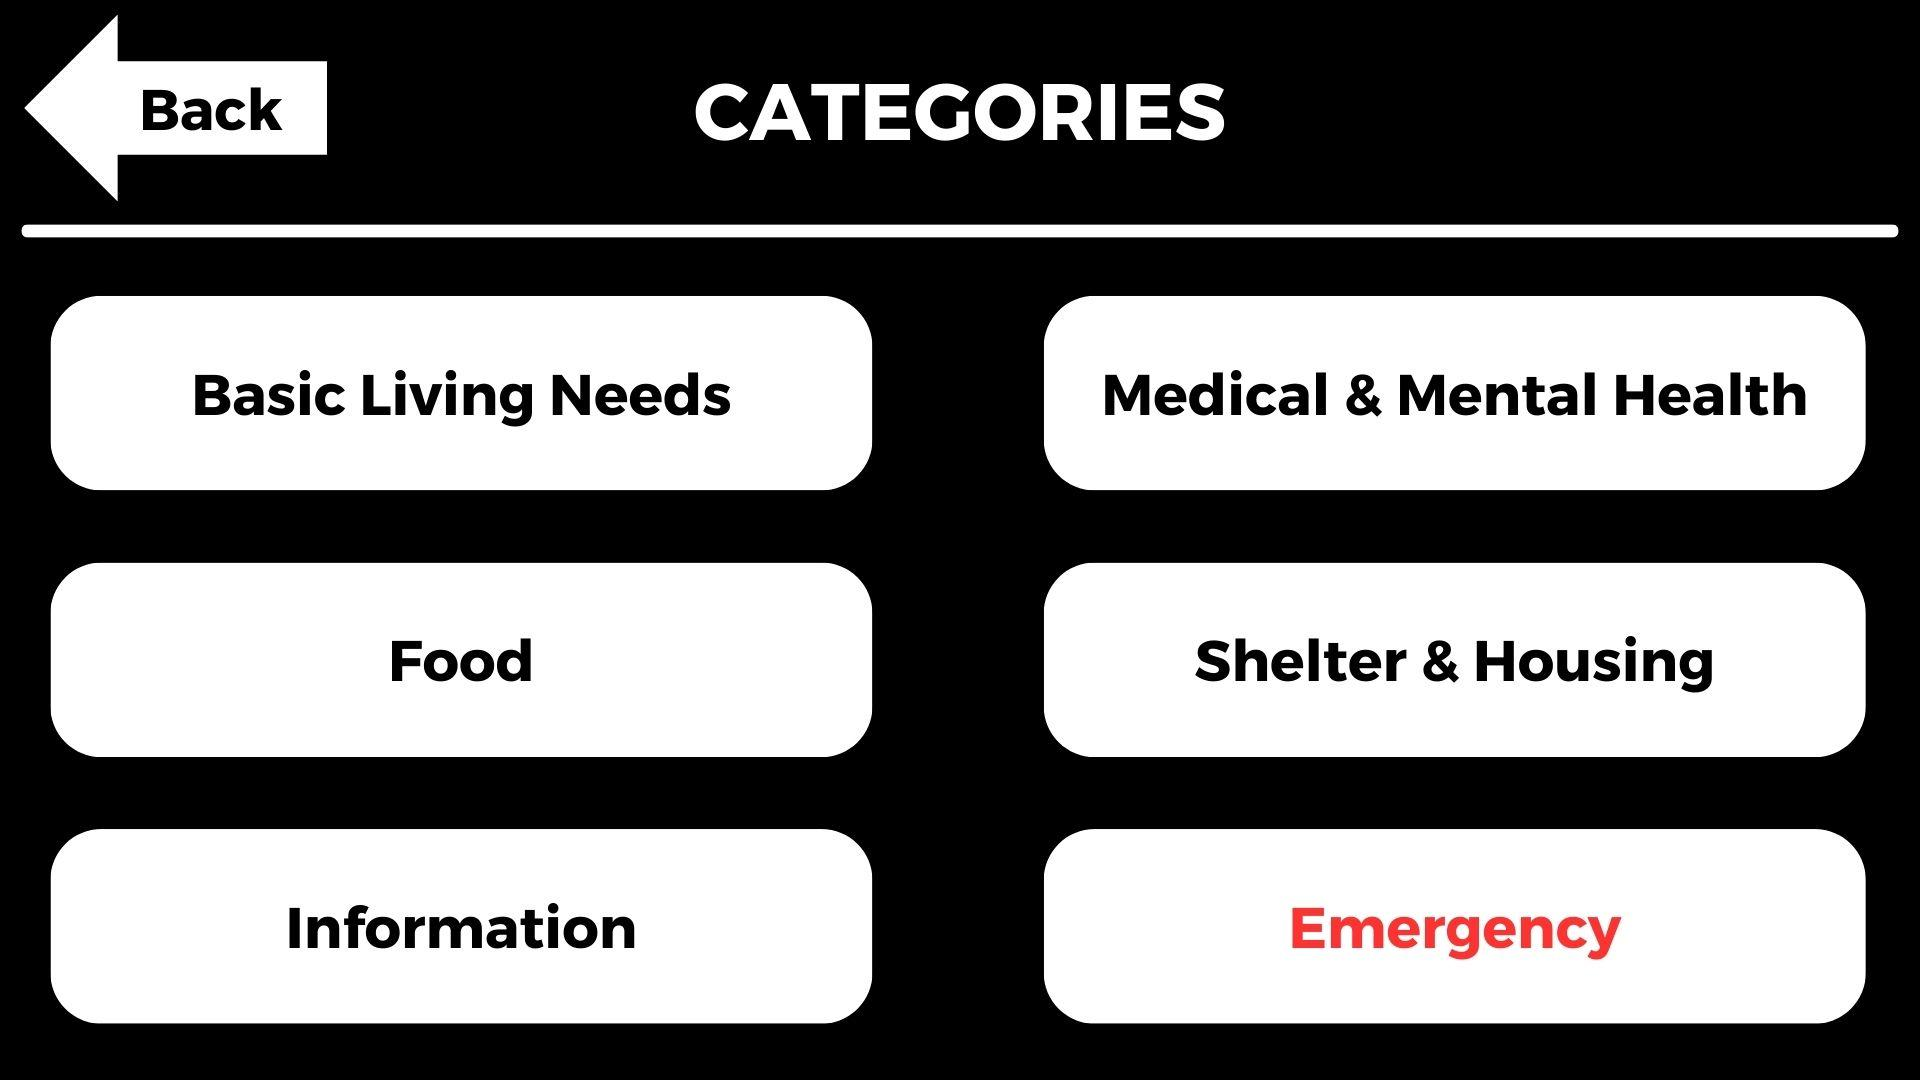 Back
CATEGORIES
Basic Living Needs
Medical & Mental Health
Food
Shelter & Housing
Information
Emergency